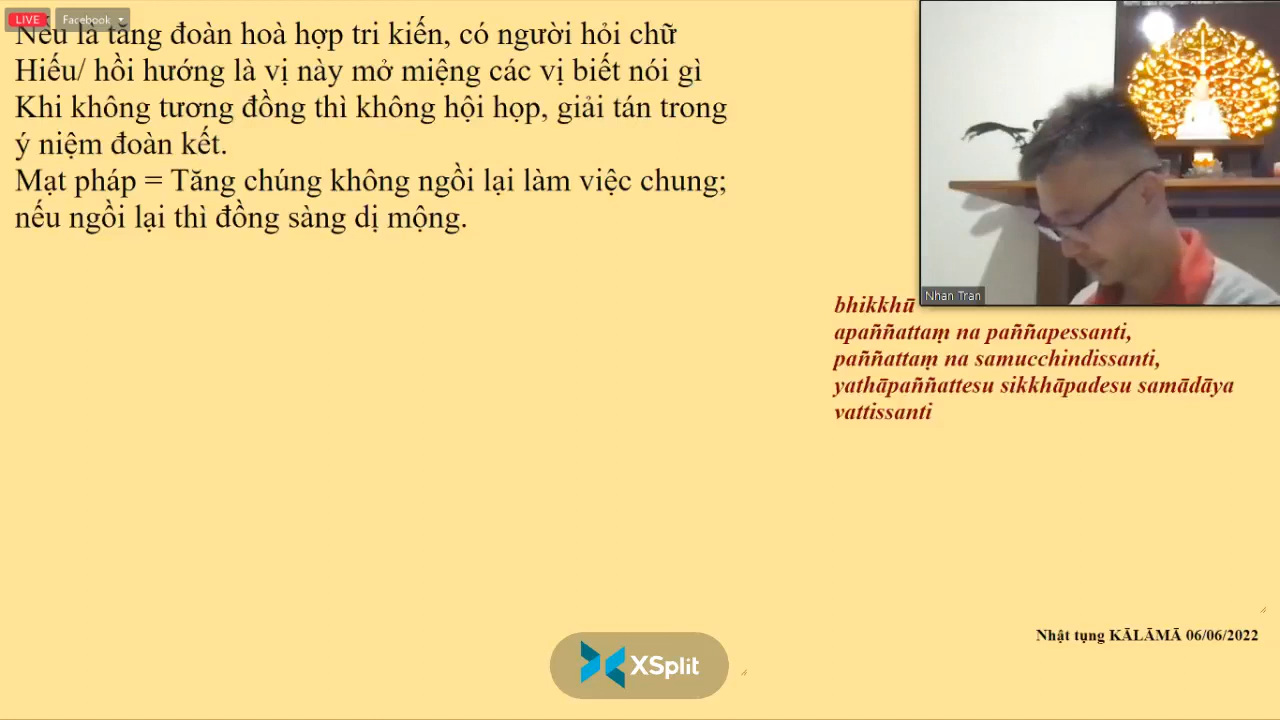 LIVE Facebook
Nếu là tăng đoàn hoà hợp tri kiến, có người hỏi chữ
Hiếu/ hồi hướng là vị này mở miệng các vị biết nói gì
Khi không tương đồng thì không hội họp, giải tán trong
ý niệm đoàn kết.
Mạt pháp = Tăng chúng không ngồi lại làm việc chung;
nếu ngồi lại thì đồng sàng dị mộng.
Nhan Tran
bhikkhū
apaññattaṃ na paññapessanti,
paññattaṃ na samucchindissanti,
yathāpaññattesu sikkhāpadesu samādāya
vattissanti
Nhật tụng KĀLĀMĀ 06/06/2022
XSplit